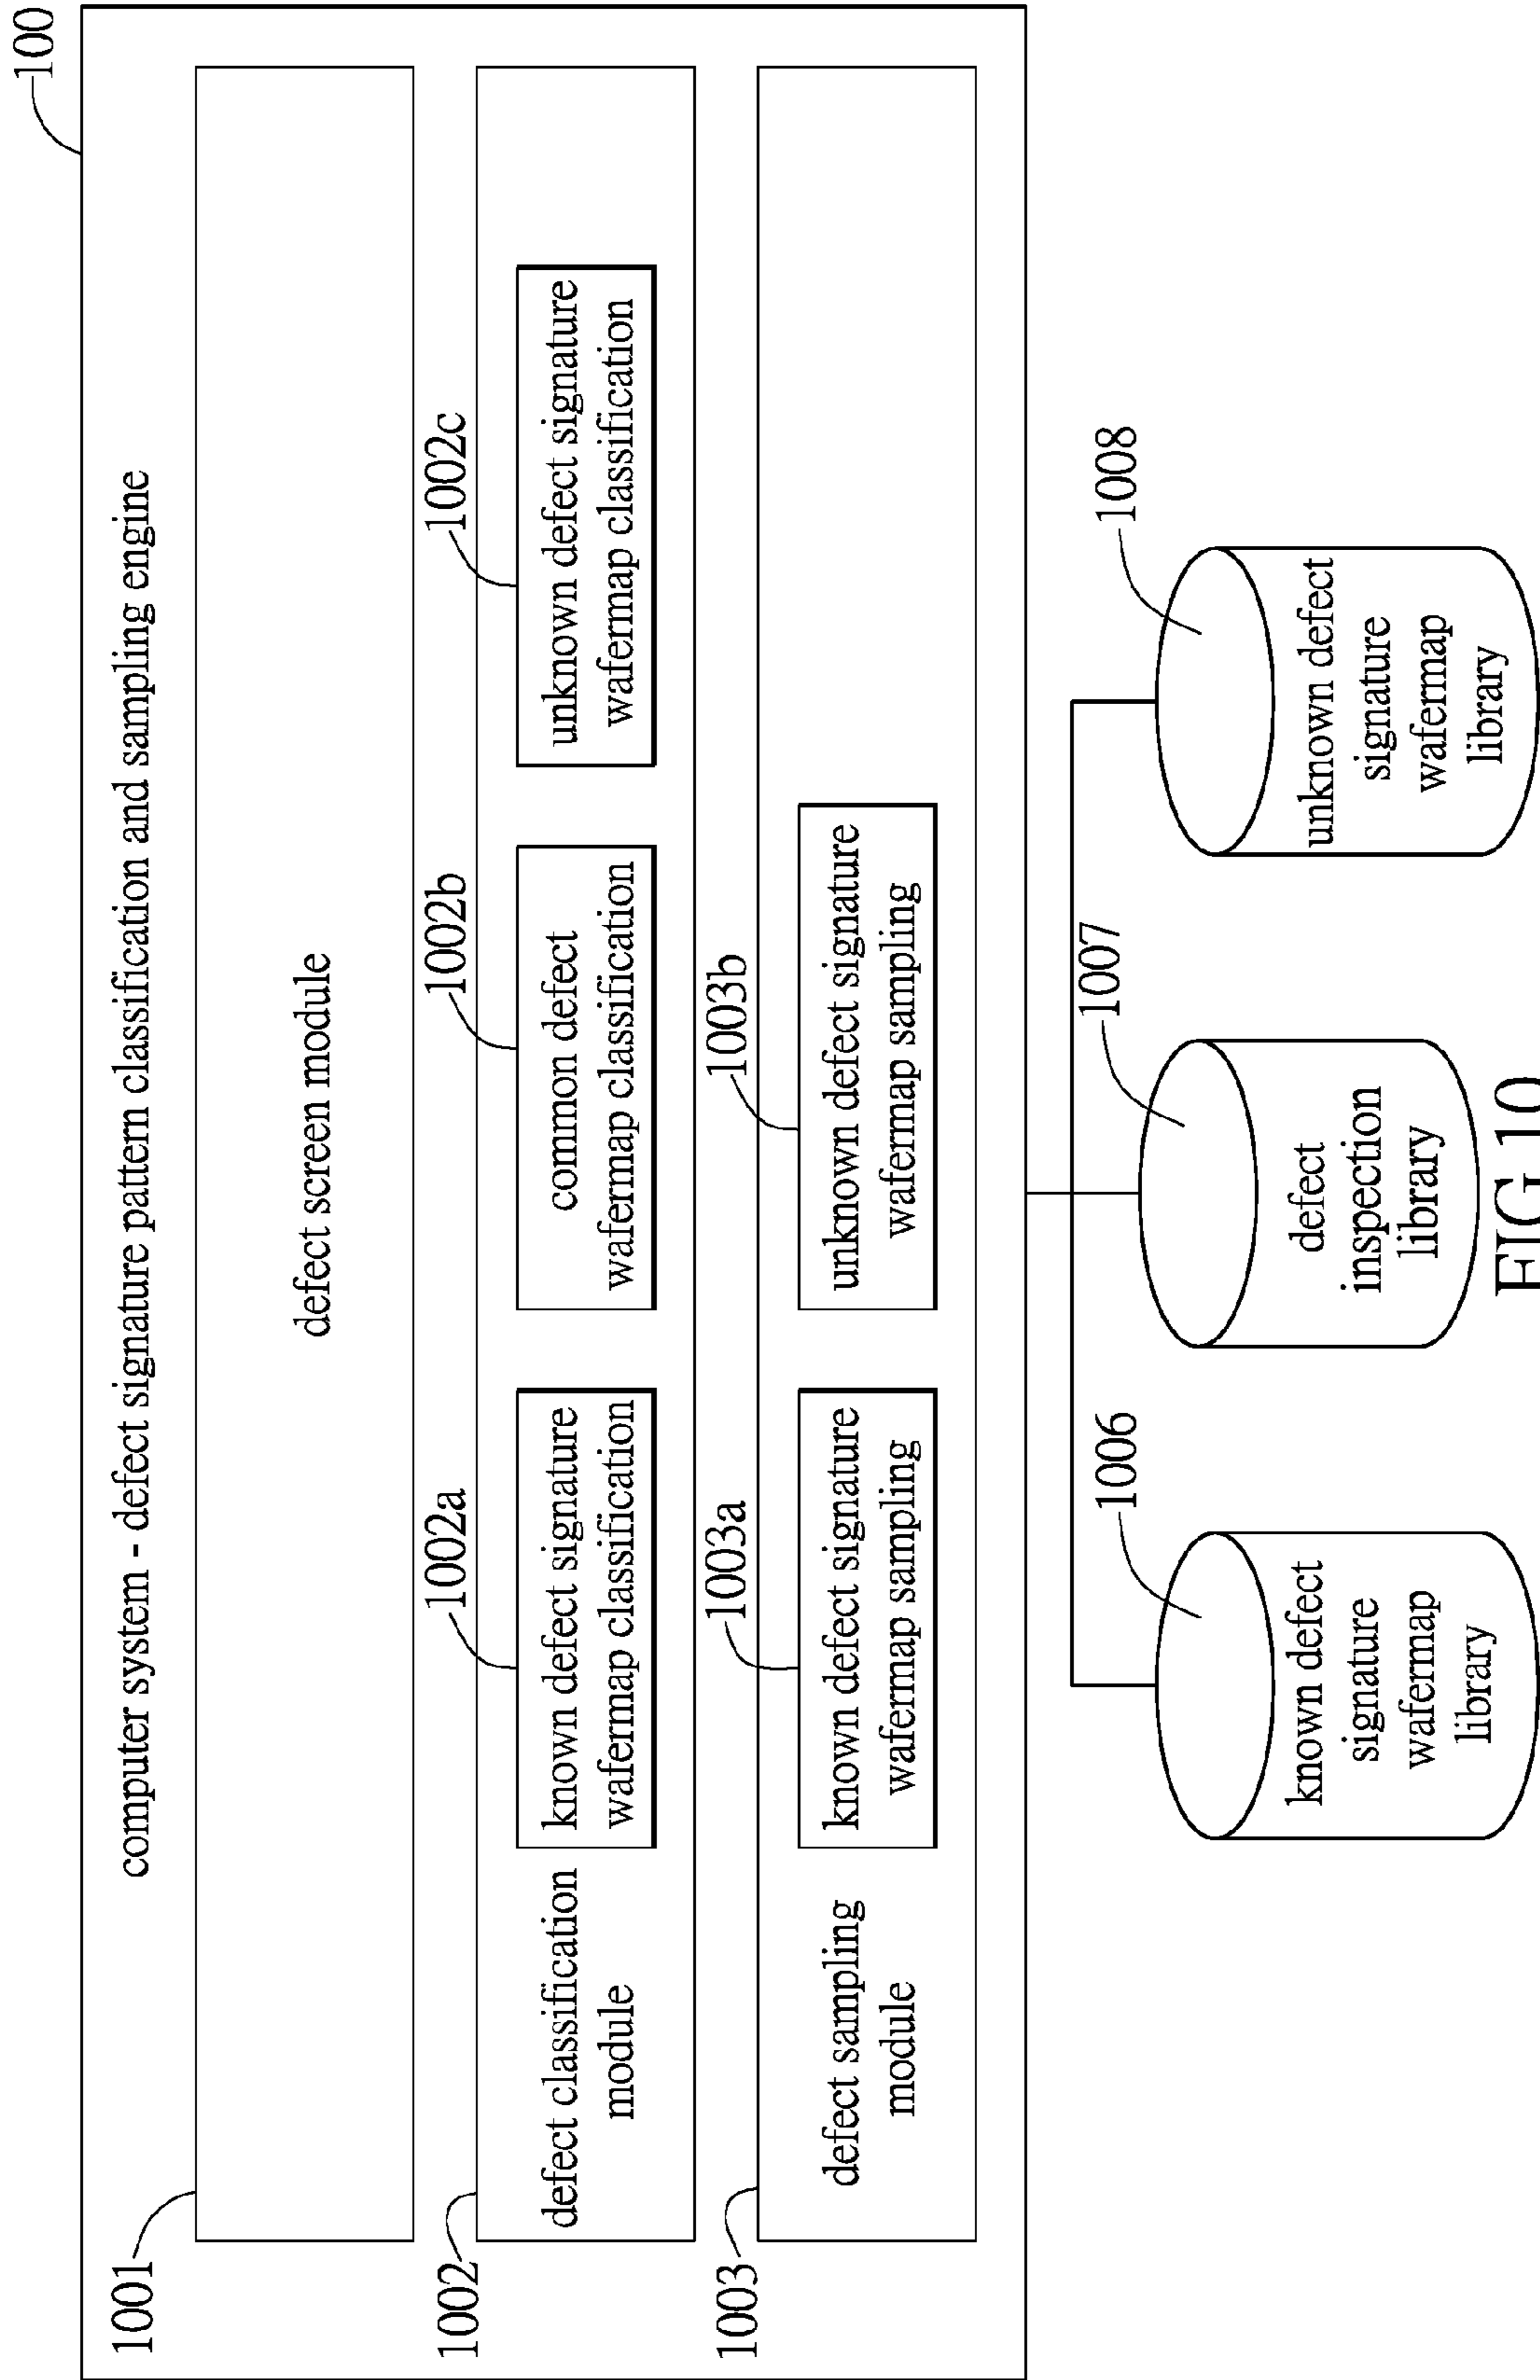 100
computer system - defect signature pattern classification and sampling engine
1001
defect screen module
1002
defect classification
module
1002a
known defect signature
wafermap classification
1002b
common defect
wafermap classification
1002c
unknown defect signature
wafermap classification
1003
defect sampling
module
1003a
known defect signature
wafermap sampling
1003b
unknown defect signature
wafermap sampling
1006
known defect
signature
wafermap
library
1007
defect
inspection
library
1008
unknown defect
signature
wafermap
library
FIG.10